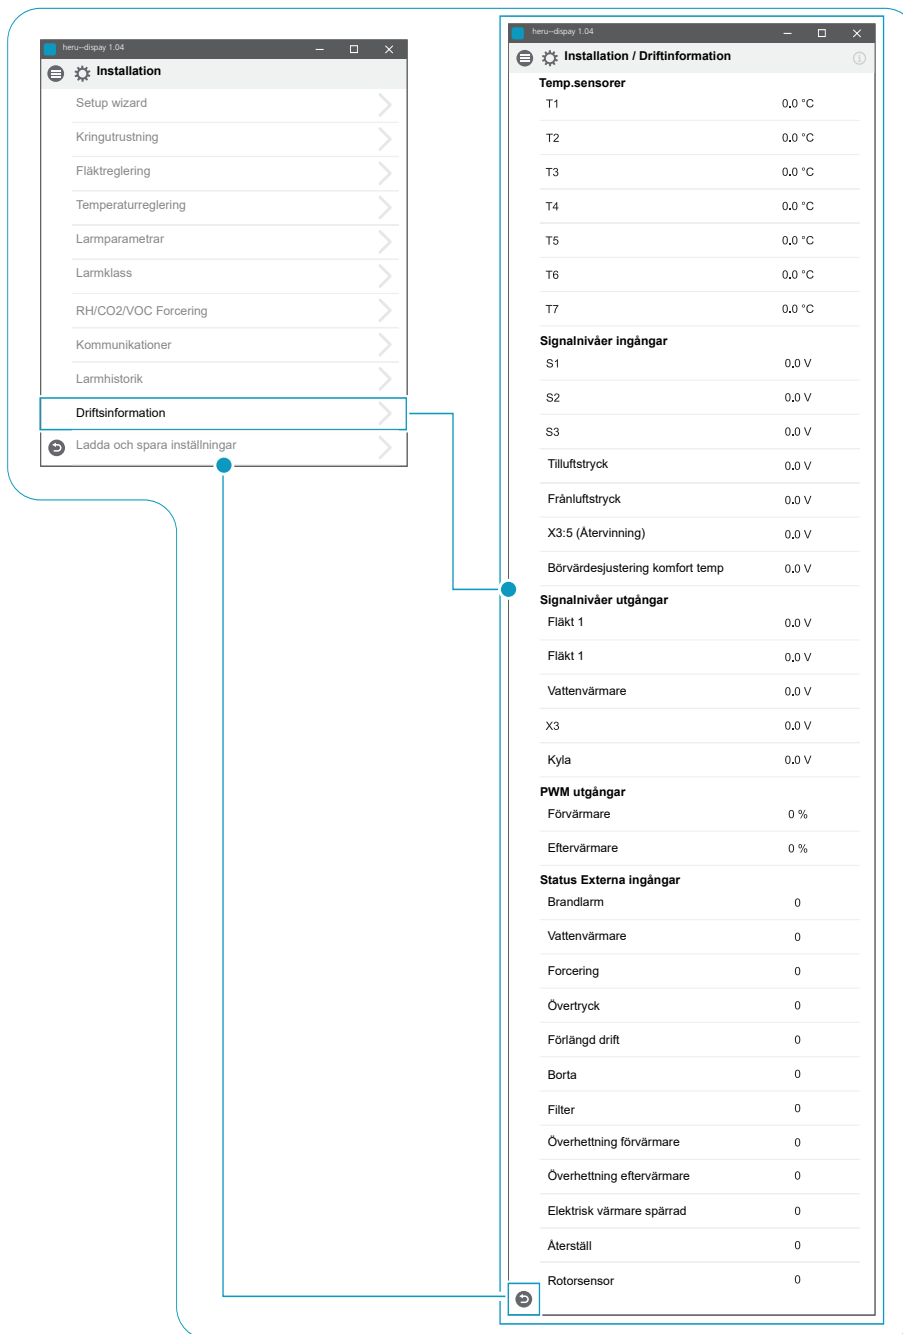 heru--dispay 1.04
Installation
Setup wizard
Kringutrustning
Fläktreglering
Temperaturreglering
Larmparametrar
Larmklass
RH/CO2/VOC Forcering
Kommunikationer
Larmhistorik
Driftsinformation
Ladda och spara inställningar
heru--dispay 1.04
Installation / Driftinformation
Temp.sensorer
T1 0.0 °C
T2 0.0 °C
T3 0.0 °C
T4 0.0 °C
T5 0.0 °C
T6 0.0 °C
T7 0.0 °C
Signalnivåer ingångar
S1 0.0 V
S2 0.0 V
S3 0.0 V
Tilluftstryck 0.0 V
Frånluftstryck 0.0 V
X3:5 (Återvinning) 0.0 V
Börvärdesjustering komfort temp 0.0 V
Signalnivåer utgångar
Fläkt 1 0.0 V
Fläkt 1 0.0 V
Vattenvärmare 0.0 V
X3 0.0 V
Kyla 0.0 V
PWM utgångar
Förvärmare 0 %
Eftervärmare 0 %
Status Externa ingångar
Brandlarm 0
Vattenvärmare 0
Forcering 0
Övertryck 0
Förlängd drift 0
Borta 0
Filter 0
Överhettning förvärmare 0
Överhettning eftervärmare 0
Elektrisk värmare spärrad 0
Återställ 0
Rotorsensor 0